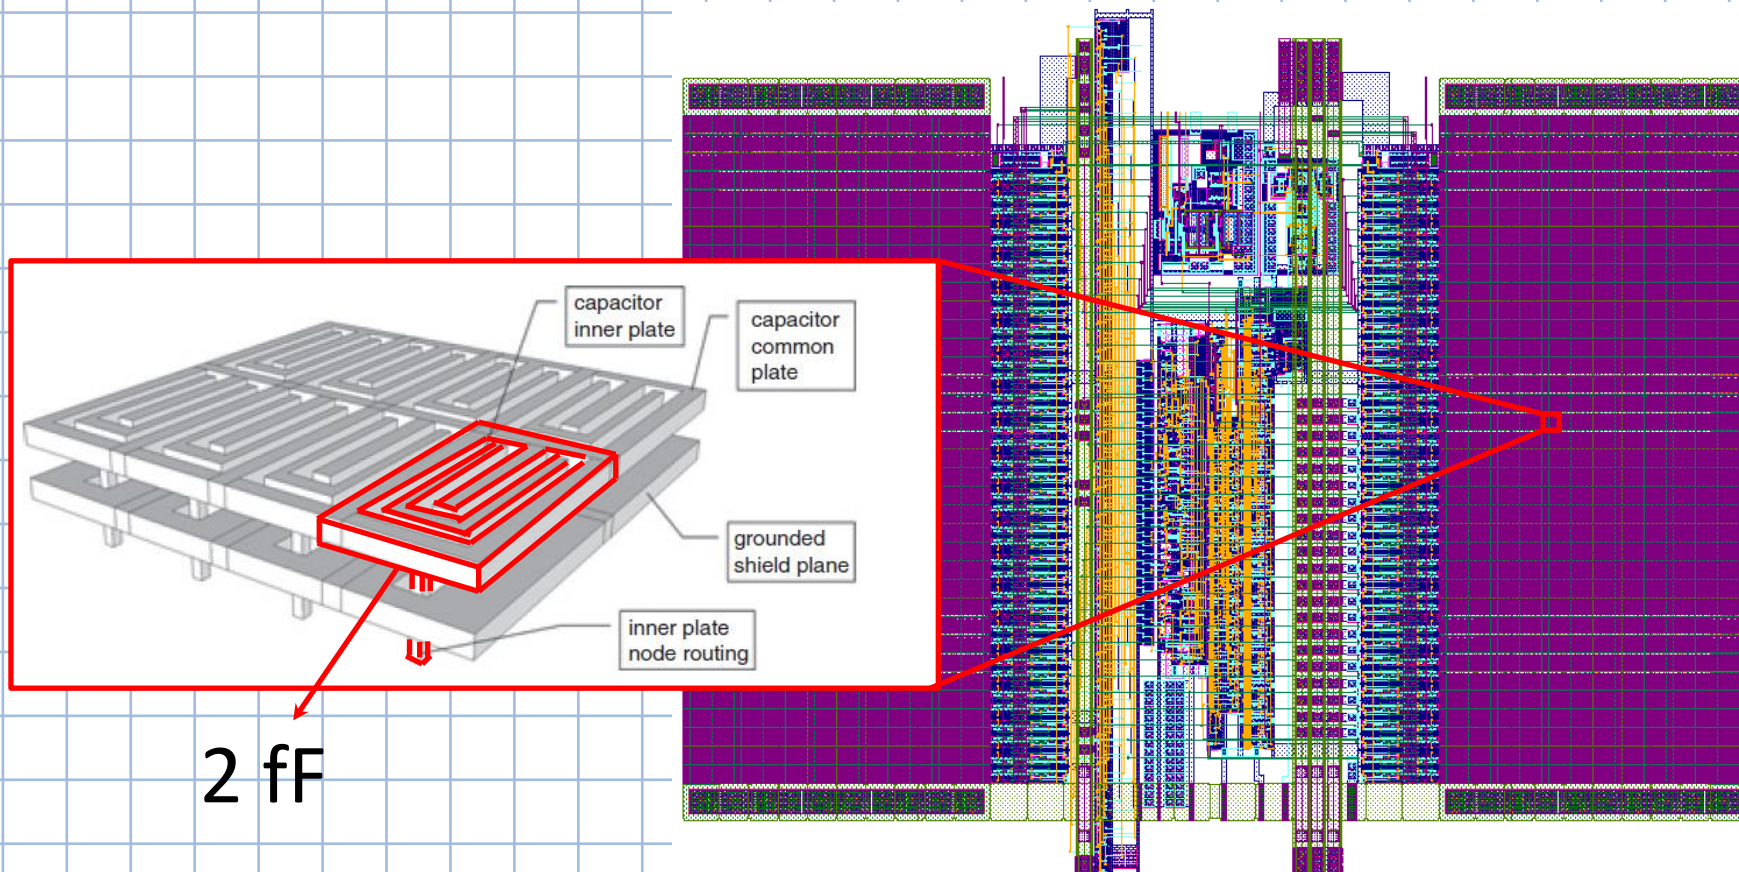 capacitor
inner plate
capacitor
common
plate
grounded
shield plane
inner plate
node routing
2 fF